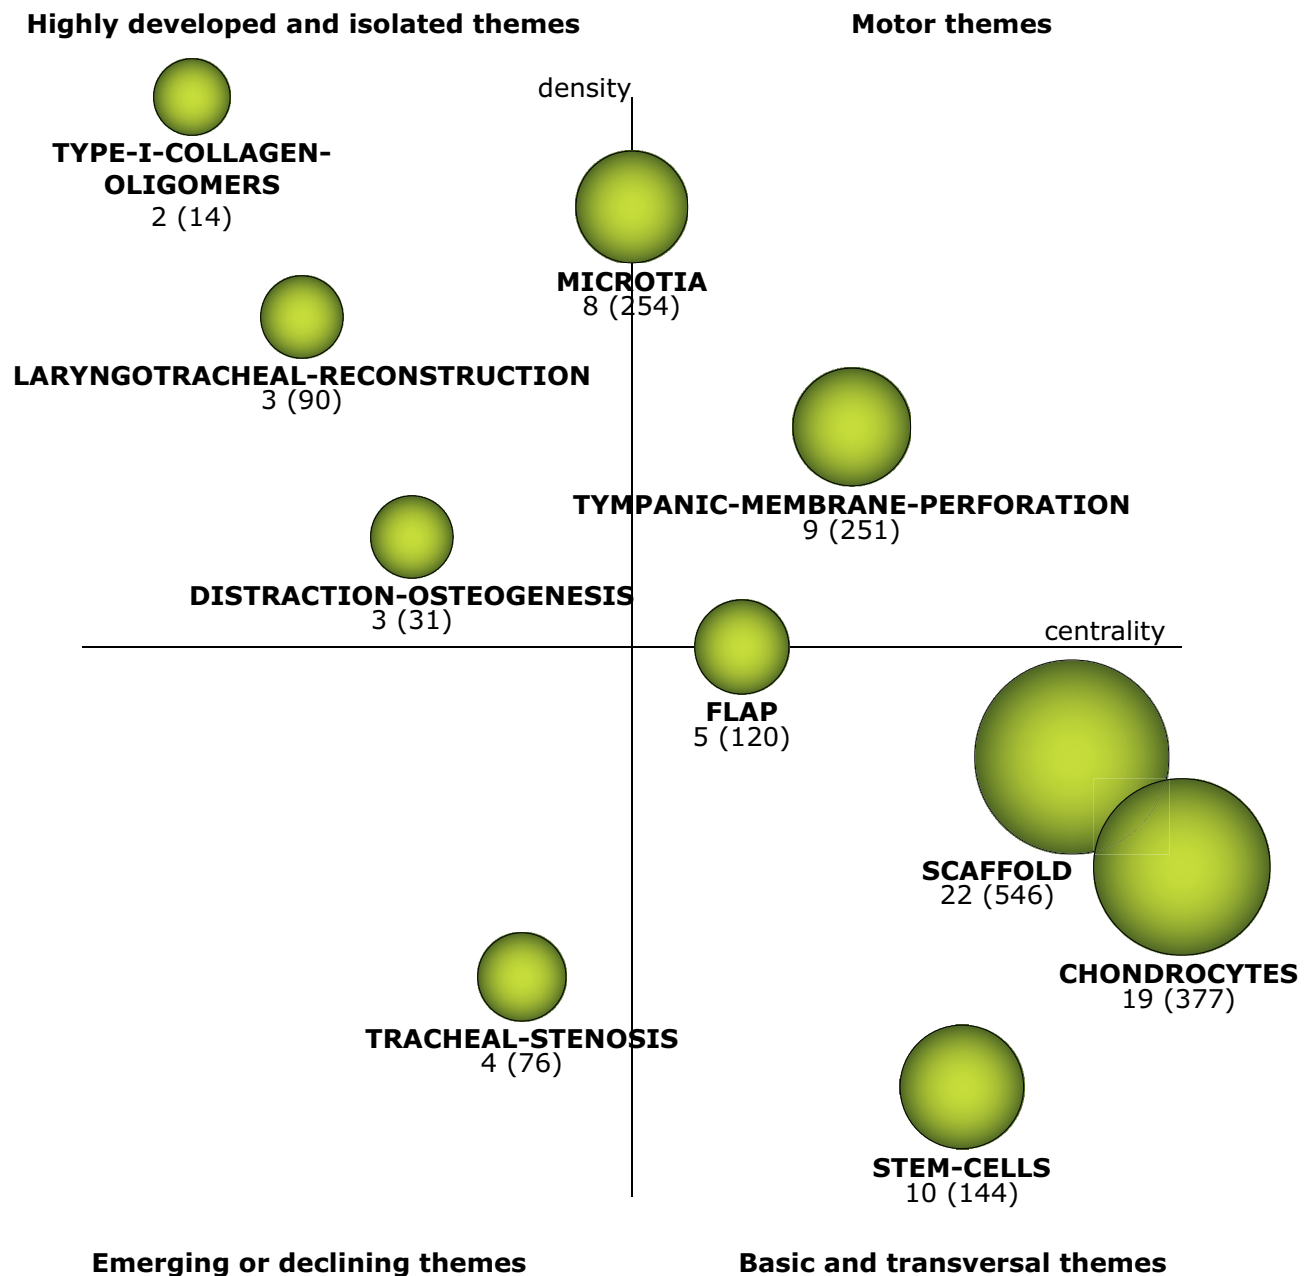 Highly developed and isolated themes
Motor themes
density
TYPE-I-COLLAGEN-
OLIGOMERS
2 (14)
MICROTIA
8 (254)
LARYNGOTRACHEAL-RECONSTRUCTION
3 (90)
TYMPANIC-MEMBRANE-PERFORATION
9 (251)
DISTRACTION-OSTEOGENESIS
3 (31)
centrality
FLAP
5 (120)
SCAFFOLD
22 (546)
CHONDROCYTES
19 (377)
TRACHEAL-STENOSIS
4 (76)
STEM-CELLS
10 (144)
Emerging or declining themes
Basic and transversal themes